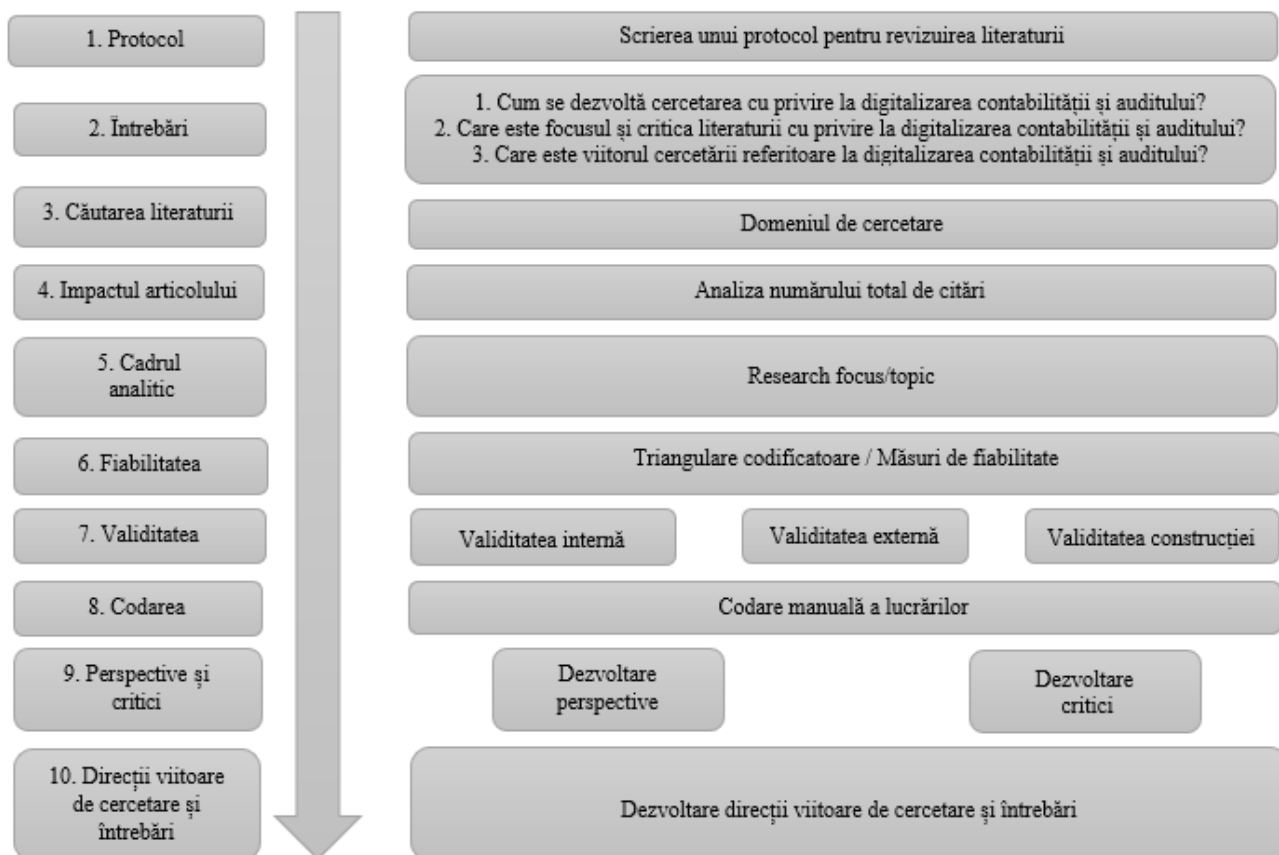 1. Protocol
Scrierea unui protocol pentru revizuirea literaturii
2. Întrebări
1. Cum se dezvoltă cercetarea cu privire la digitalizarea contabilității și auditului?
2. Care este focusul și critica literaturii cu privire la digitalizarea contabilității și auditului?
3. Care este viitorul cercetării referitoare la digitalizarea contabilității și auditului?
3. Căutarea literaturii
Domeniul de cercetare
4. Impactul articolului
Analiza numărului total de citări
5. Cadrul
analitic
Research focus/topic
6. Fiabilitatea
Triangulare codificatoare / Măsuri de fiabilitate
7. Validitatea
Validitatea internă
Validitatea externă
Validitatea construcției
8. Codarea
Codare manuală a lucrărilor
9. Perspective și
critici
Dezvoltare
perspective
Dezvoltare
critici
10. Direcții viitoare
de cercetare și
întrebări
Dezvoltare direcții viitoare de cercetare și întrebări